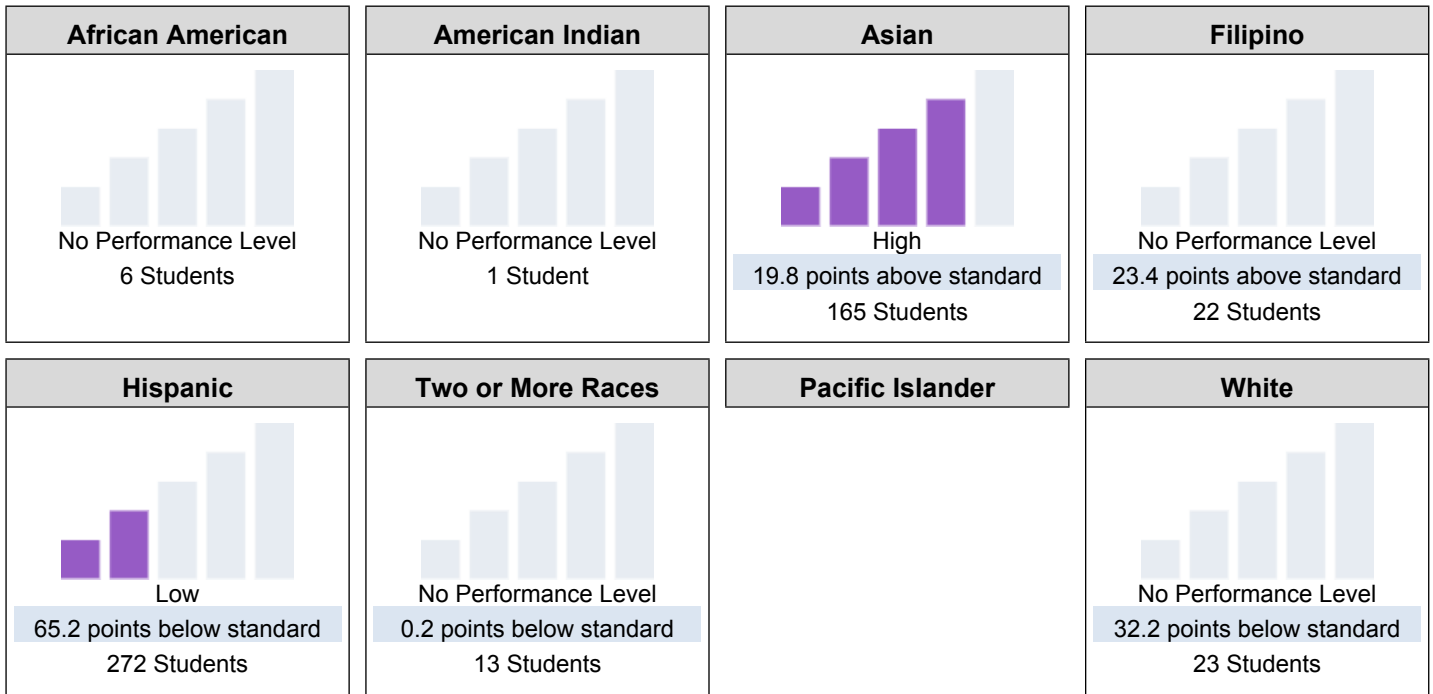 African American
No Performance Level
6 Students
American Indian
No Performance Level
1 Student
Asian
High
19.8 points above standard
165 Students
Filipino
No Performance Level
23.4 points above standard
22 Students
Hispanic
Low
65.2 points below standard
272 Students
Two or More Races
No Performance Level
0.2 points below standard
13 Students
Pacific Islander
White
No Performance Level
32.2 points below standard
23 Students